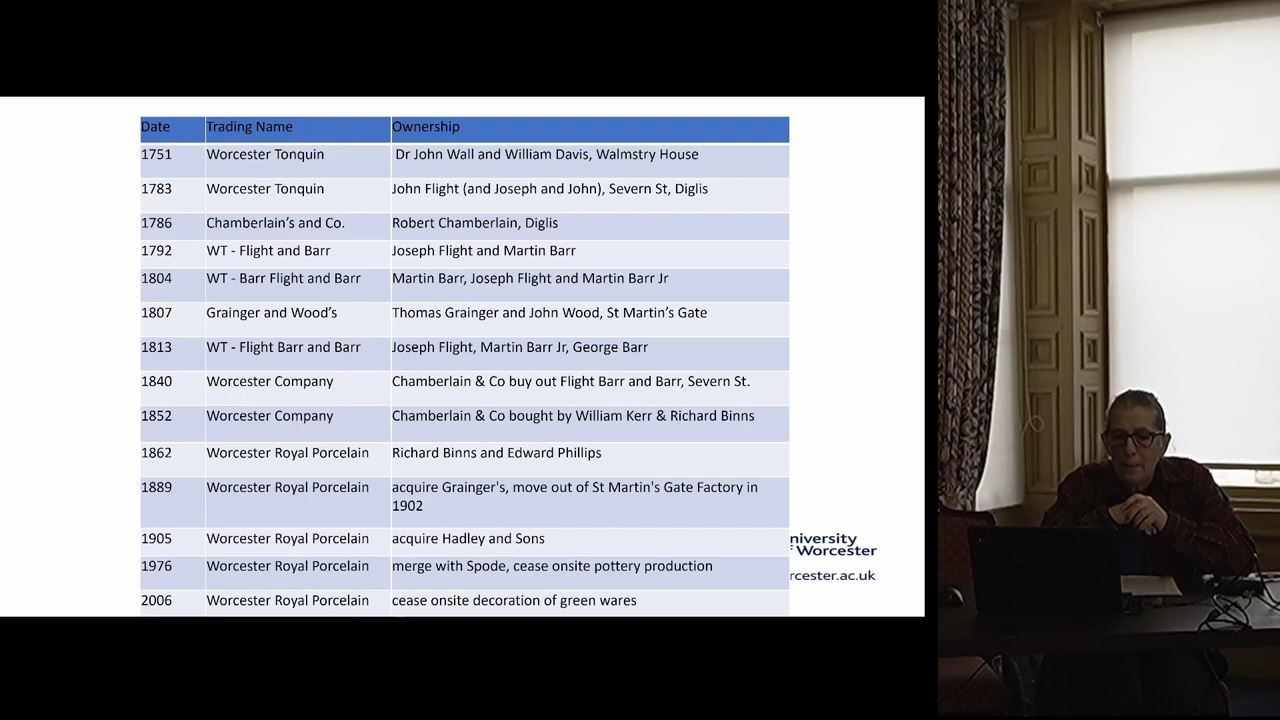 Date Trading Name Ownership
1751 Worcester Tonquin Dr John Wall and William Davis, Walmstry House
1783 Worcester Tonquin John Flight (and Joseph and John), Severn St, Diglis
1786 Chamberlain's and Co. Robert Chamberlain, Diglis
1792 WT - Flight and Barr Joseph Flight and Martin Barr
1804 WT - Barr Flight and Barr Martin Barr, Joseph Flight and Martin Barr Jr
1807 Grainger and Wood's Thomas Grainger and John Wood, St Martin's Gate
1813 WT - Flight Barr and Barr Joseph Flight, Martin Barr Jr, George Barr
1840 Worcester Company Chamberlain & Co buy out Flight Barr and Barr, Severn St.
1852 Worcester Company Chamberlain & Co bought by William Kerr & Richard Binns
1862 Worcester Royal Porcelain Richard Binns and Edward Phillips
1889 Worcester Royal Porcelain acquire Grainger's, move out of St Martin's Gate Factory in
1902
1905 Worcester Royal Porcelain acquire Hadley and Sons
1976 Worcester Royal Porcelain merge with Spode, cease onsite pottery production
2006 Worcester Royal Porcelain cease onsite decoration of green wares
niversity
f Worcester
rcester.ac.uk